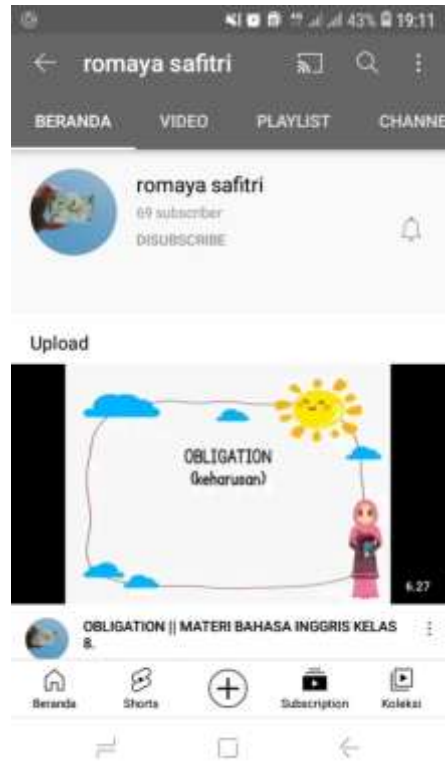 43% 19:11
romaya safitri
BERANDA VIDEO PLAYLIST CHANNE
romaya safitri
69 subscriber
DISUBSCRIBE
Upload
OBLIGATION
(keharusan)
6.27
OBLIGATION || MATERI BAHASA INGGRIS KELAS
8.
Beranda Shorts Subscription Koleksi